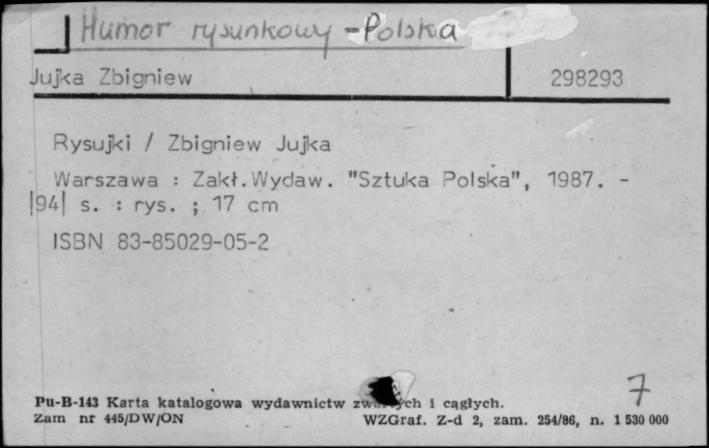 Humor rysunkowy - Polska
Jujka Zbigniew 298293
Rysujki / Zbigniew Jujka
Warszawa : Zakł.Wydaw. "Sztuka Polska", 1987. -
|94| s. : rys. ; 17 cm
ISBN 83-85029-05-2
7
Pu-B-143 Karta katalogowa wydawnictw i cągłych.
Zam nr 445/DW/ON WZGraf. Z-d 2, zam. 254/86, n. 1 530 000